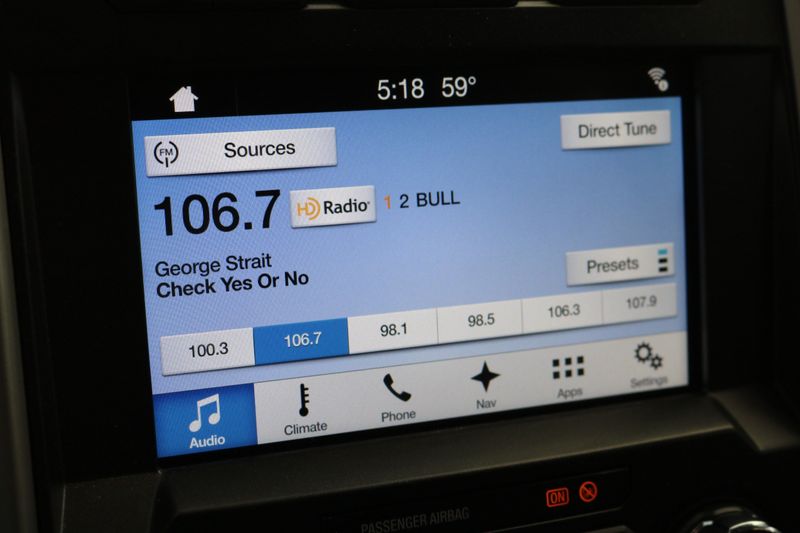 5:18 59°
FM Sources
Direct Tune
106.7 HD Radio 1 2 BULL
George Strait
Check Yes Or No
Presets
100.3 106.7 98.1 98.5 106.3 107.9
Audio Climate Phone Nav Apps Settings
ON
PASSENGER AIRBAG